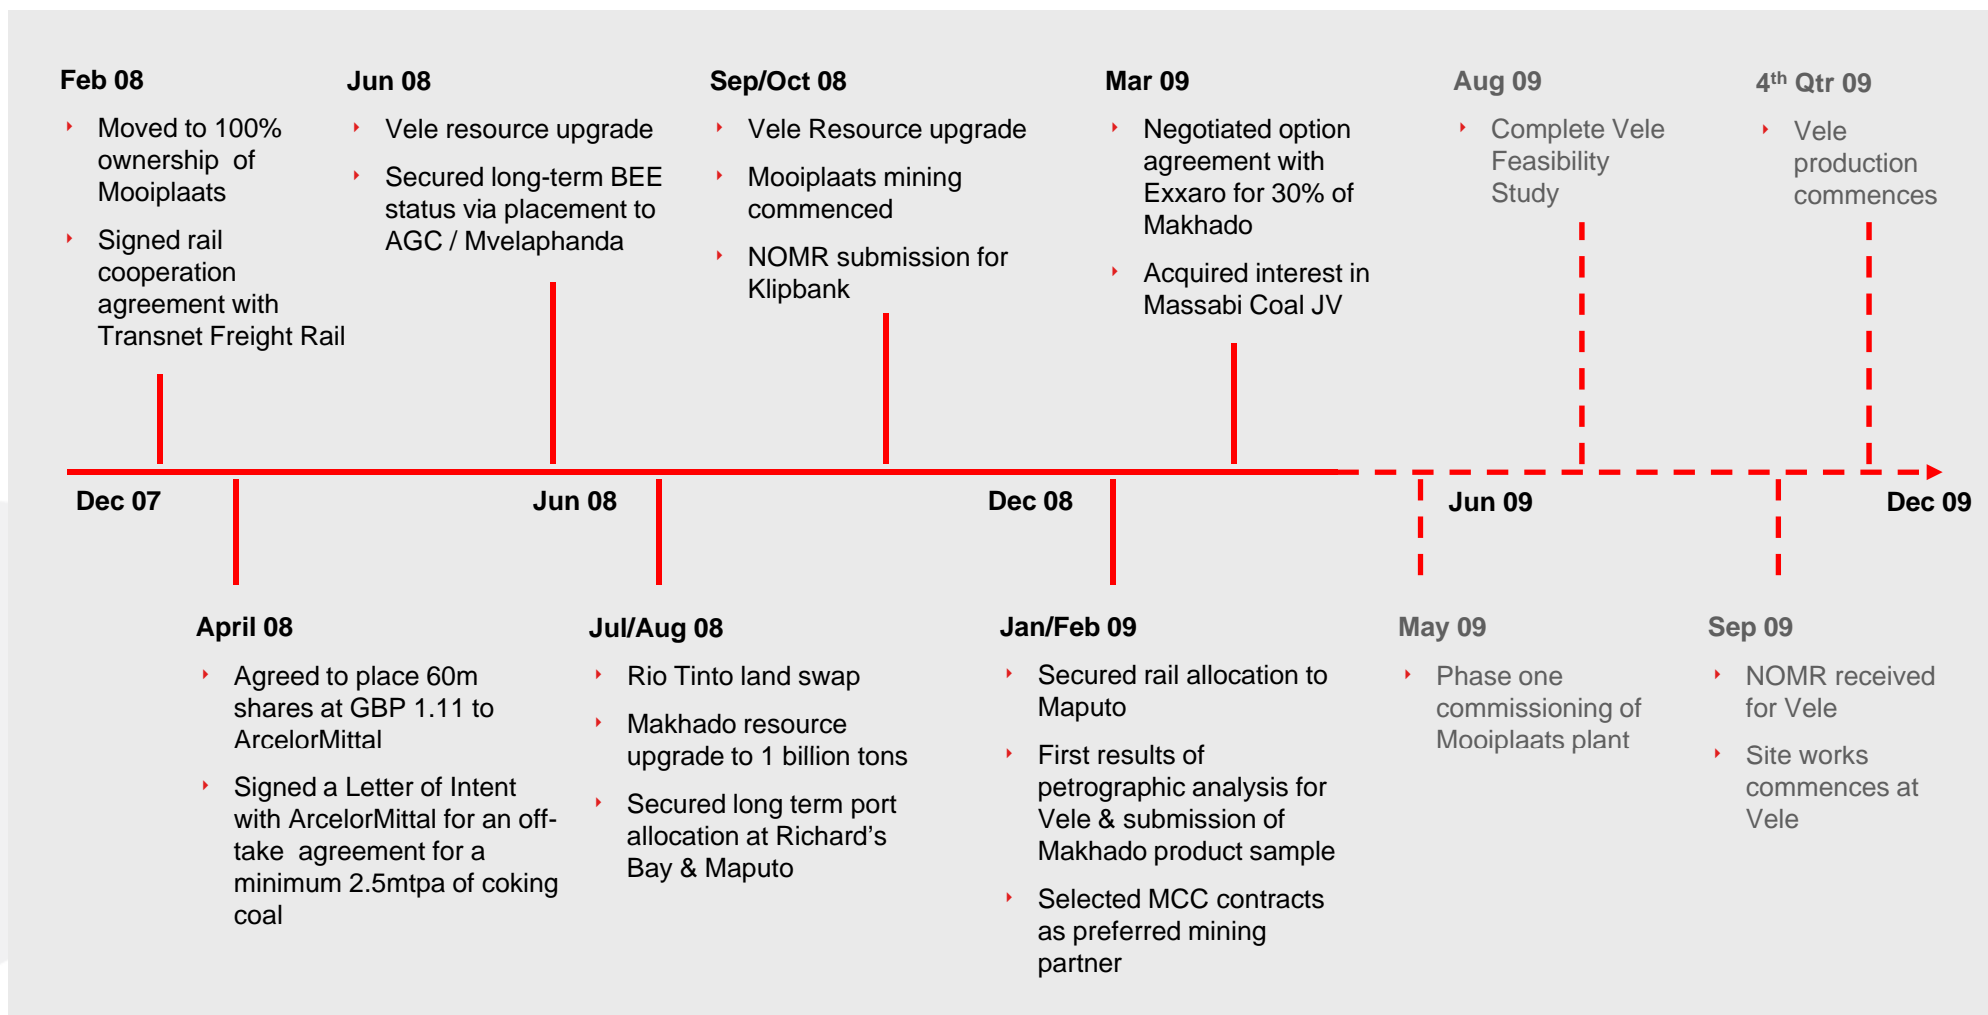 Feb 08
Moved to 100%
ownership of
Mooiplaats
Signed rail
cooperation
agreement with
Transnet Freight Rail
Jun 08
Vele resource upgrade
Secured long-term BEE
status via placement to
AGC / Mvelaphanda
Sep/Oct 08
Vele Resource upgrade
Mooiplaats mining
commenced
NOMR submission for
Klipbank
Mar 09
Negotiated option
agreement with
Exxaro for 30% of
Makhado
Acquired interest in
Massabi Coal JV
Aug 09
Complete Vele
Feasibility
Study
4th Qtr 09
Vele
production
commences
Dec 07
Jun 08
Dec 08
Jun 09
Dec 09
April 08
Agreed to place 60m
shares at GBP 1.11 to
ArcelorMittal
Signed a Letter of Intent
with ArcelorMittal for an off-
take agreement for a
minimum 2.5mtpa of coking
coal
Jul/Aug 08
Rio Tinto land swap
Makhado resource
upgrade to 1 billion tons
Secured long term port
allocation at Richard's
Bay & Maputo
Jan/Feb 09
Secured rail allocation to
Maputo
First results of
petrographic analysis for
Vele & submission of
Makhado product sample
Selected MCC contracts
as preferred mining
partner
May 09
Phase one
commissioning of
Mooiplaats plant
Sep 09
NOMR received
for Vele
Site works
commences at
Vele